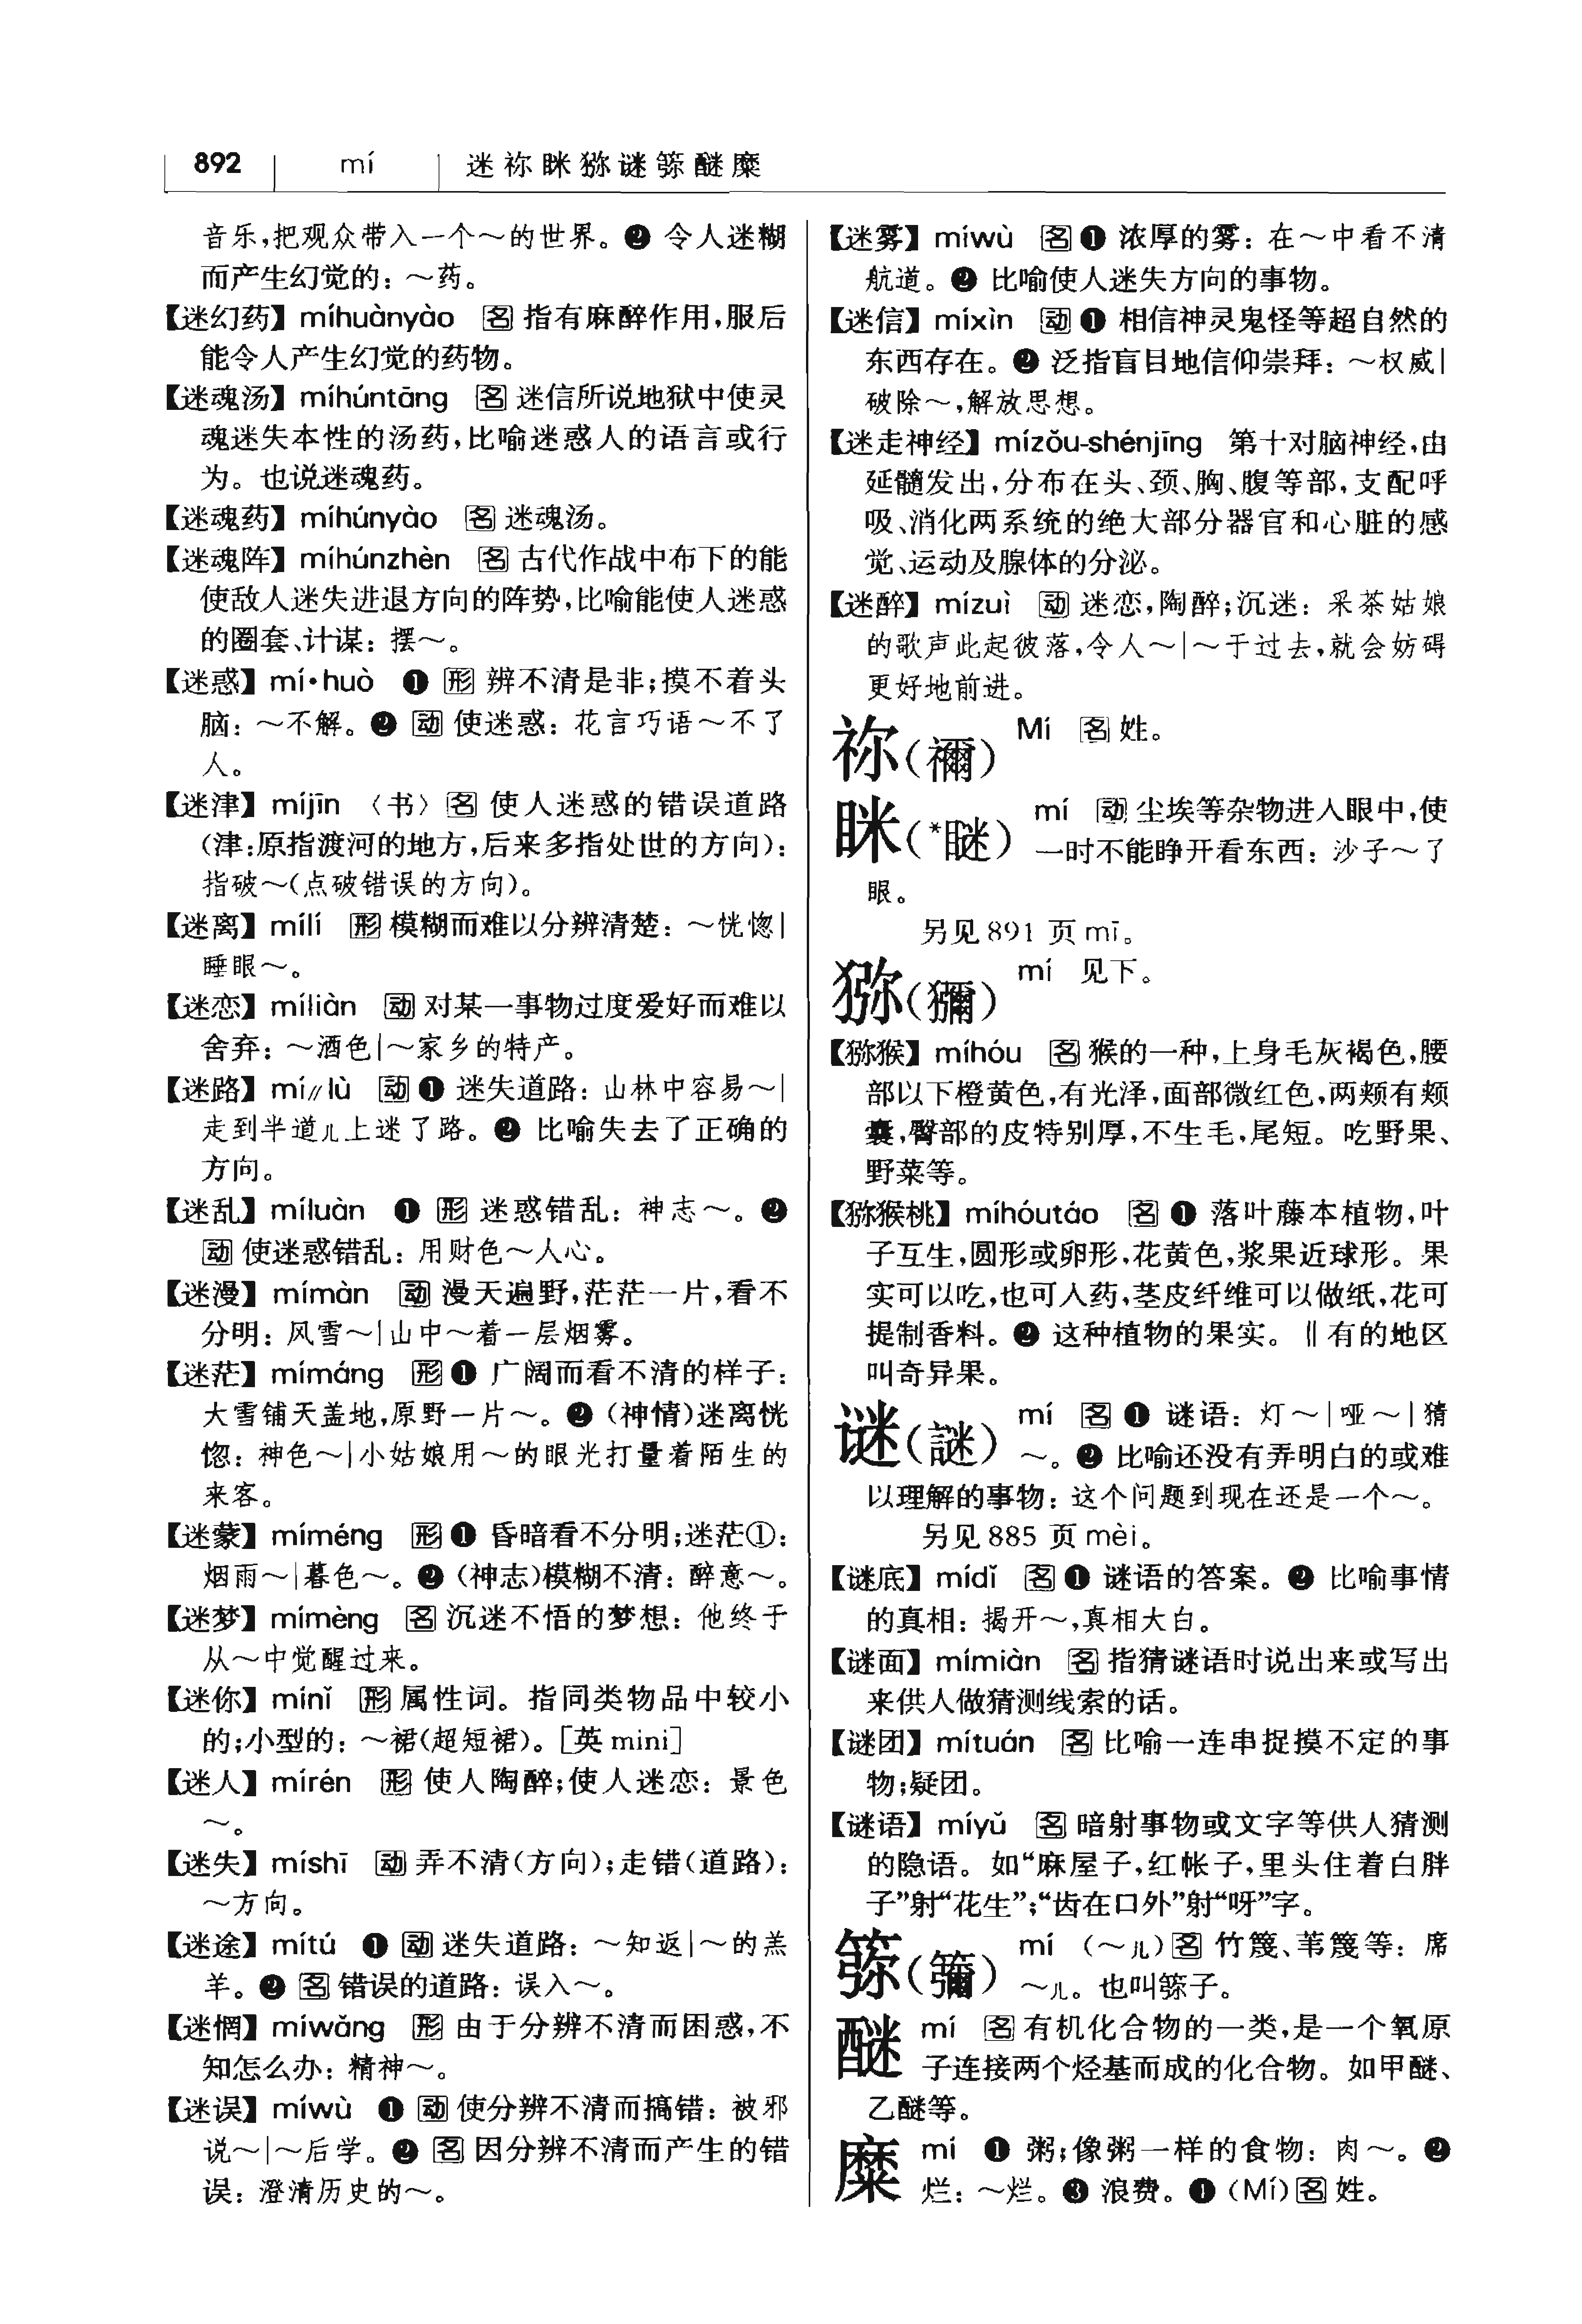 892 mí 迷祢眯猕谜𥭴醚糜
音乐,把观众带入一个～的世界。❷ 令人迷糊
而产生幻觉的：～药。
【迷幻药】míhuànyào 名 指有麻醉作用,服后
能令人产生幻觉的药物。
【迷魂汤】míhúntāng 名 迷信所说地狱中使灵
魂迷失本性的汤药,比喻迷惑人的语言或行
为。也说迷魂药。
【迷魂药】míhúnyào 名 迷魂汤。
【迷魂阵】míhúnzhèn 名 古代作战中布下的能
使敌人迷失进退方向的阵势,比喻能使人迷惑
的圈套、计谋：摆～。
【迷惑】mí·huò ❶ 形 辨不清是非;摸不着头
脑：～不解。❷ 动 使迷惑：花言巧语～不了
人。
【迷津】míjīn 〈书〉名 使人迷惑的错误道路
(津:原指渡河的地方,后来多指处世的方向)：
指破～(点破错误的方向)。
【迷离】mílí 形 模糊而难以分辨清楚：～恍惚|
睡眼～。
【迷恋】míliàn 动 对某一事物过度爱好而难以
舍弃：～酒色|～家乡的特产。
【迷路】mí∥lù 动 ❶ 迷失道路：山林中容易～|
走到半道儿上迷了路。❷ 比喻失去了正确的
方向。
【迷乱】míluàn ❶ 形 迷惑错乱：神志～。❷
动 使迷惑错乱：用财色～人心。
【迷漫】mímàn 动 漫天遍野,茫茫一片,看不
分明：风雪～|山中～着一层烟雾。
【迷茫】mímáng 形 ❶ 广阔而看不清的样子：
大雪铺天盖地,原野一片～。❷ (神情)迷离恍
惚：神色～|小姑娘用～的眼光打量着陌生的
来客。
【迷蒙】míméng 形 ❶ 昏暗看不分明;迷茫①：
烟雨～|暮色～。❷ (神志)模糊不清：醉意～。
【迷梦】mímèng 名 沉迷不悟的梦想：他终于
从～中觉醒过来。
【迷你】mínǐ 形 属性词。指同类物品中较小
的;小型的：～裙(超短裙)。[英 mini]
【迷人】mírén 形 使人陶醉;使人迷恋：景色
～。
【迷失】míshī 动 弄不清(方向);走错(道路)：
～方向。
【迷途】mítú ❶ 动 迷失道路：～知返|～的羔
羊。❷ 名 错误的道路：误入～。
【迷惘】míwǎng 形 由于分辨不清而困惑,不
知怎么办：精神～。
【迷误】míwù ❶ 动 使分辨不清而搞错：被邪
说～|～后学。❷ 名 因分辨不清而产生的错
误：澄清历史的～。
【迷雾】míwù 名 ❶ 浓厚的雾：在～中看不清
航道。❷ 比喻使人迷失方向的事物。
【迷信】míxìn 动 ❶ 相信神灵鬼怪等超自然的
东西存在。❷ 泛指盲目地信仰崇拜：～权威|
破除～,解放思想。
【迷走神经】mízǒu-shénjīng 第十对脑神经,由
延髓发出,分布在头、颈、胸、腹等部,支配呼
吸、消化两系统的绝大部分器官和心脏的感
觉、运动及腺体的分泌。
【迷醉】mízuì 动 迷恋,陶醉;沉迷：采茶姑娘
的歌声此起彼落,令人～|～于过去,就会妨碍
更好地前进。
祢(禰) Mí 名 姓。
眯(*瞇) mí 动 尘埃等杂物进入眼中,使
一时不能睁开看东西：沙子～了
眼。
另见 891 页 mī。
猕(獼) mí 见下。
【猕猴】míhóu 名 猴的一种,上身毛灰褐色,腰
部以下橙黄色,有光泽,面部微红色,两颊有颊
囊,臀部的皮特别厚,不生毛,尾短。吃野果、
野菜等。
【猕猴桃】míhóutáo 名 ❶ 落叶藤本植物,叶
子互生,圆形或卵形,花黄色,浆果近球形。果
实可以吃,也可入药,茎皮纤维可以做纸,花可
提制香料。❷ 这种植物的果实。‖有的地区
叫奇异果。
谜(謎) mí 名 ❶ 谜语：灯～|哑～|猜
～。❷ 比喻还没有弄明白的或难
以理解的事物：这个问题到现在还是一个～。
另见 885 页 mèi。
【谜底】mídǐ 名 ❶ 谜语的答案。❷ 比喻事情
的真相：揭开～,真相大白。
【谜面】mímiàn 名 指猜谜语时说出来或写出
来供人做猜测线索的话。
【谜团】mítuán 名 比喻一连串捉摸不定的事
物;疑团。
【谜语】míyǔ 名 暗射事物或文字等供人猜测
的隐语。如“麻屋子,红帐子,里头住着白胖
子”射“花生”;“齿在口外”射“呀”字。
𥭴(籋) mí (～儿)名 竹篾、苇篾等：席
～儿。也叫𥭴子。
醚 mí 名 有机化合物的一类,是一个氧原
子连接两个烃基而成的化合物。如甲醚、
乙醚等。
糜 mí ❶ 粥;像粥一样的食物：肉～。❷
烂：～烂。❸ 浪费。❹ (Mí)名 姓。